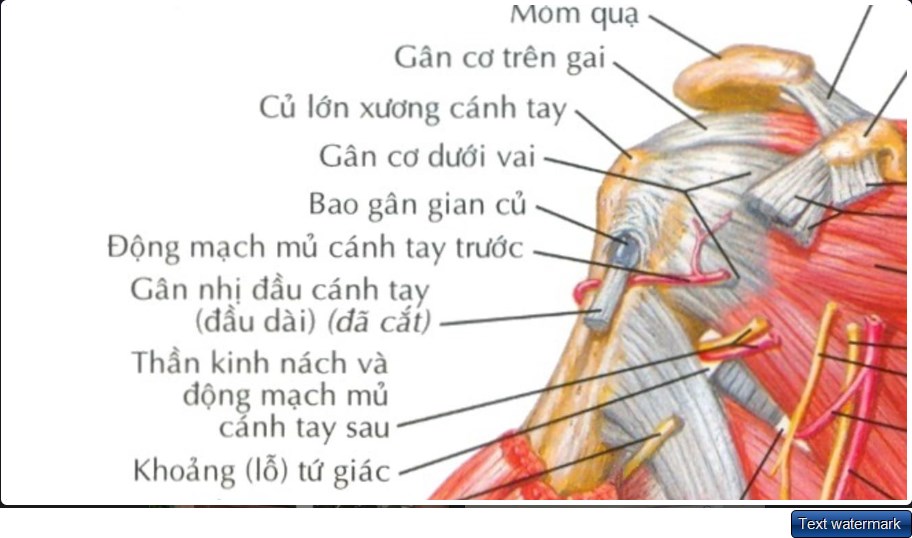 Mỏm quạ
Gân cơ trên gai
Củ lớn xương cánh tay
Gân cơ dưới vai
Bao gân gian củ
Động mạch mủ cánh tay trước
Gân nhị đầu cánh tay
(đầu dài) (đã cắt)
Thần kinh nách và
động mạch mủ
cánh tay sau
Khoảng (lỗ) tứ giác
Text watermark